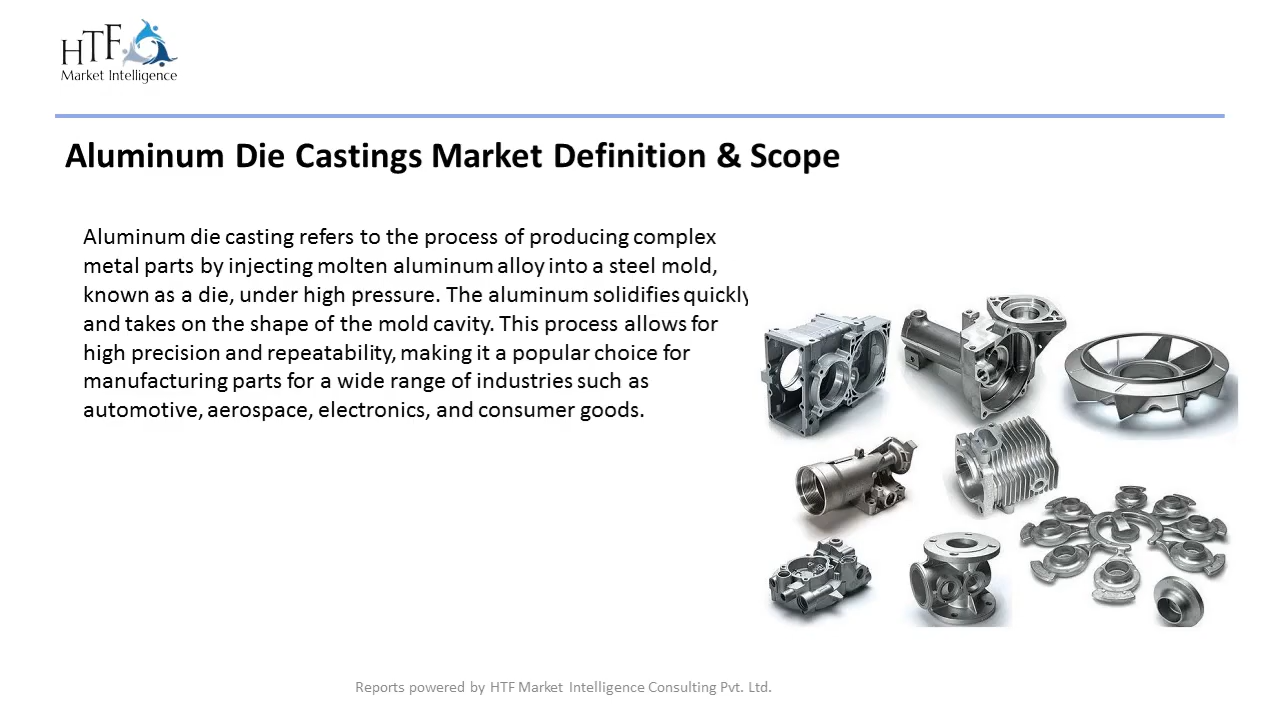 HTF
Market Intelligence
Aluminum Die Castings Market Definition & Scope
Aluminum die casting refers to the process of producing complex
metal parts by injecting molten aluminum alloy into a steel mold,
known as a die, under high pressure. The aluminum solidifies quickly
and takes on the shape of the mold cavity. This process allows for
high precision and repeatability, making it a popular choice for
manufacturing parts for a wide range of industries such as
automotive, aerospace, electronics, and consumer goods.
Reports powered by HTF Market Intelligence Consulting Pvt. Ltd.